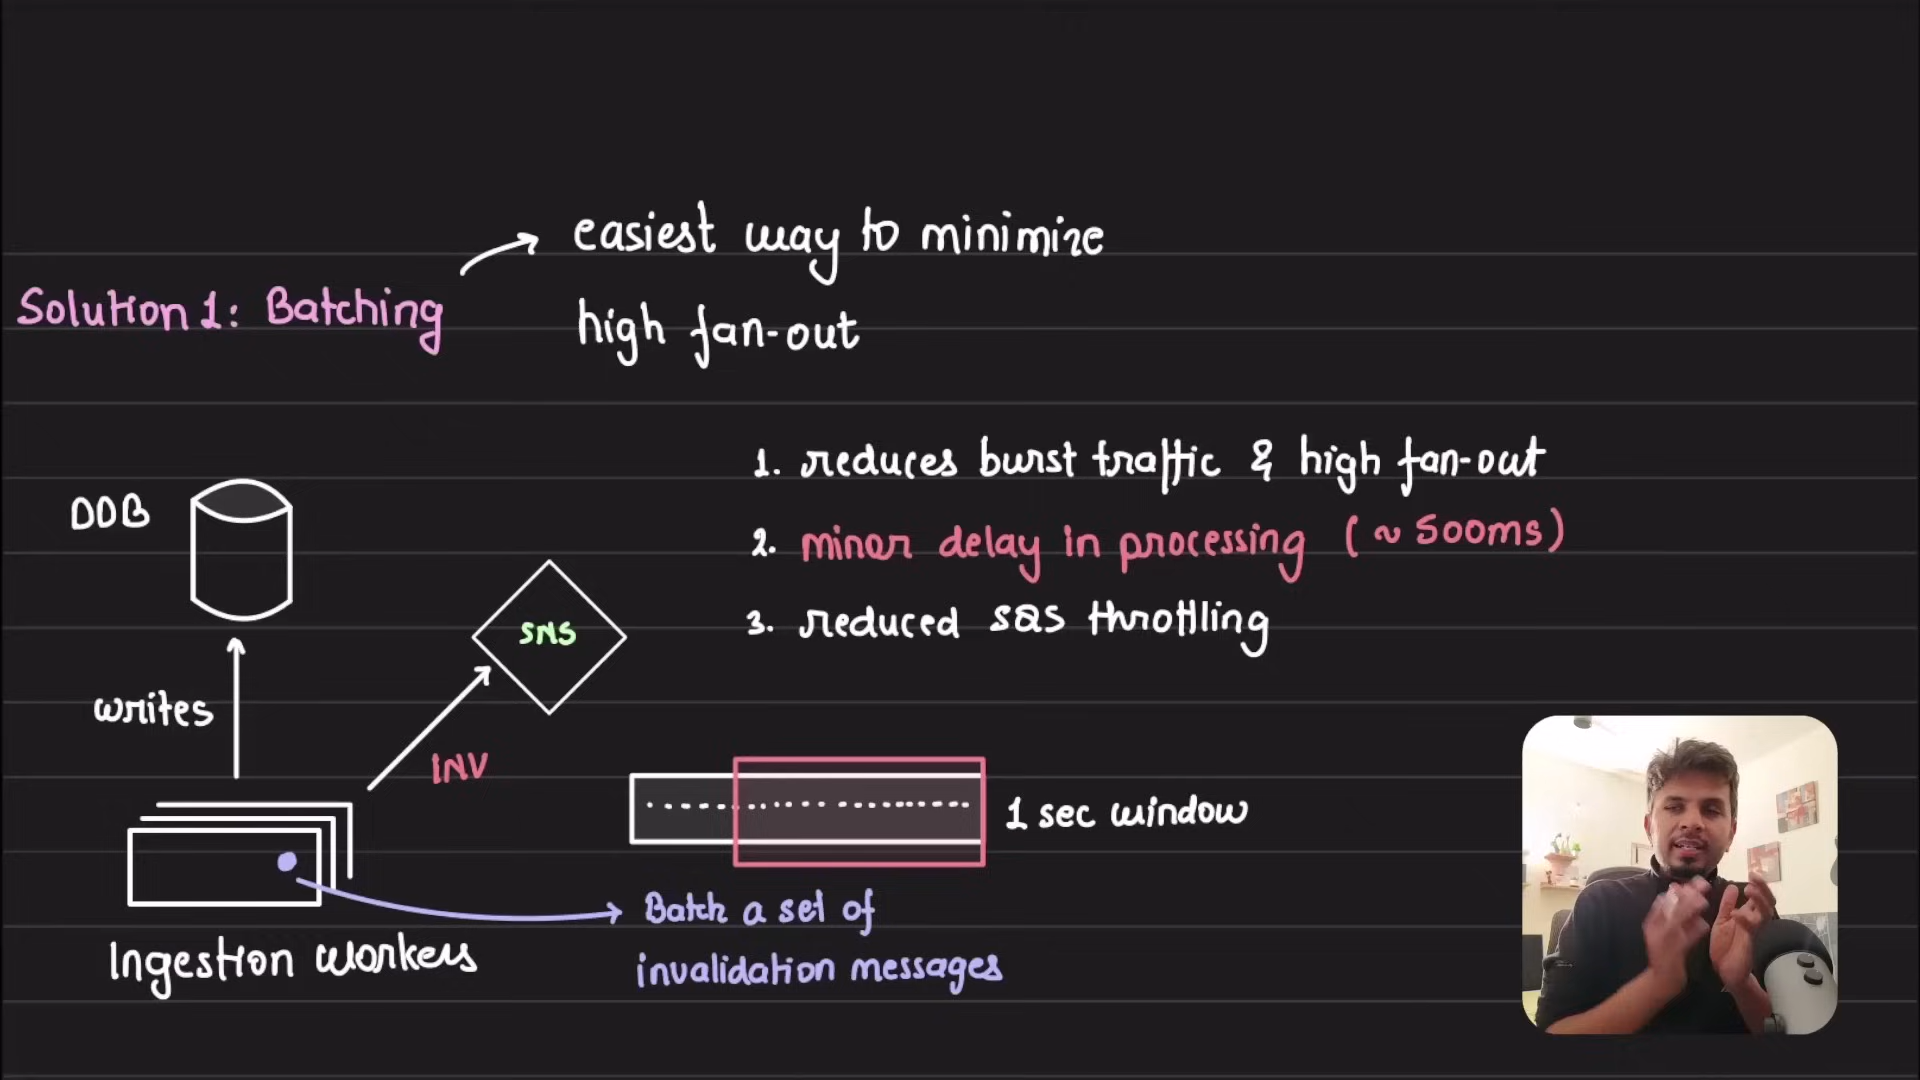 easiest way to minimize
Solution 1: Batching
high fan-out
1. reduces burst traffic & high fan-out
DDB
2. minor delay in processing (~500ms)
SNS
3. reduced SQS throttling
writes
INV
1 sec window
Batch a set of
invalidation messages
Ingestion workers